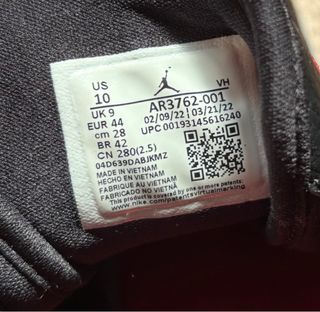 US VH
10 AR3762-001
UK 9 02/09/22 03/21/22
EUR 44 UPC 00193145616240
cm 28
BR 42
CN 280(2.5)
04D639DABJKMZ
MADE IN VIETNAM
HECHO EN VIETNAM
FABRIQUE AU VIETNAM
FABRICADO NO VIETNÃ
This product is covered by one or more patents.
www.nike.com/patentsvirtualmarking